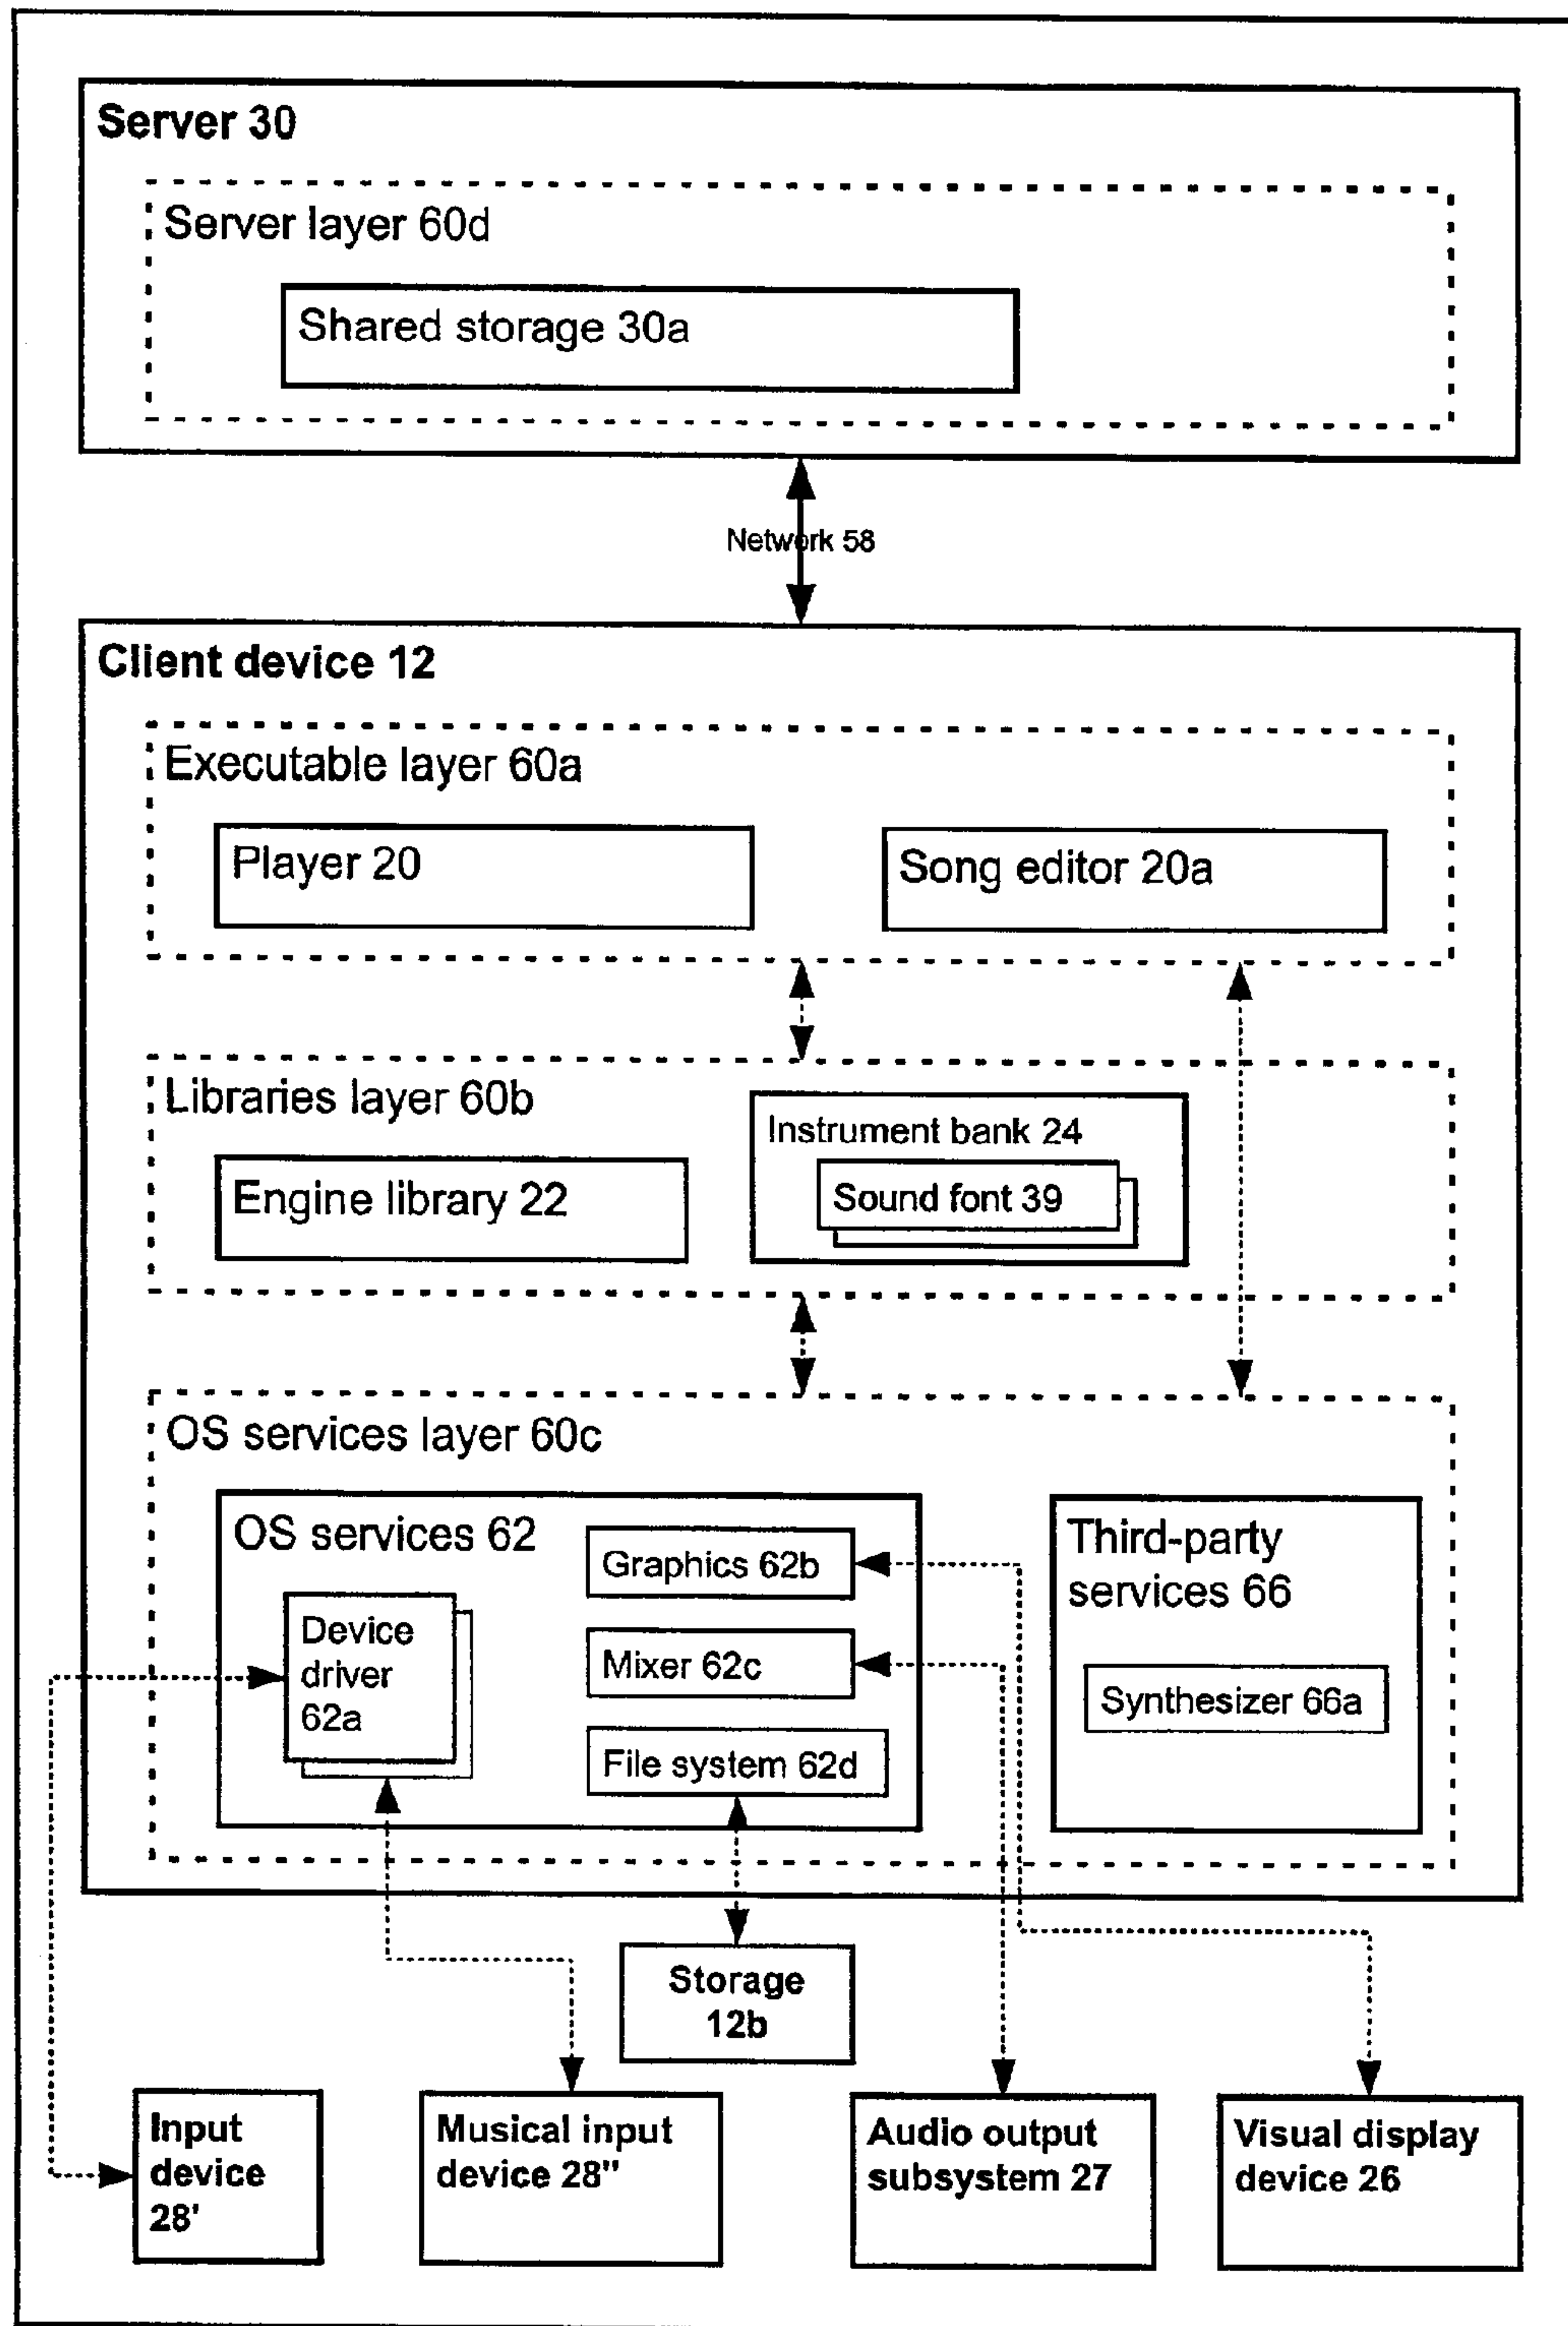 Server 30
Server layer 60d
Shared storage 30a
Network 58
Client device 12
Executable layer 60a
Player 20
Song editor 20a
Libraries layer 60b
Instrument bank 24
Sound font 39
Engine library 22
OS services layer 60c
OS services 62
Graphics 62b
Device
driver
62a
Mixer 62c
File system 62d
Third-party
services 66
Synthesizer 66a
Storage
12b
Input
device
28'
Musical input
device 28"
Audio output
subsystem 27
Visual display
device 26